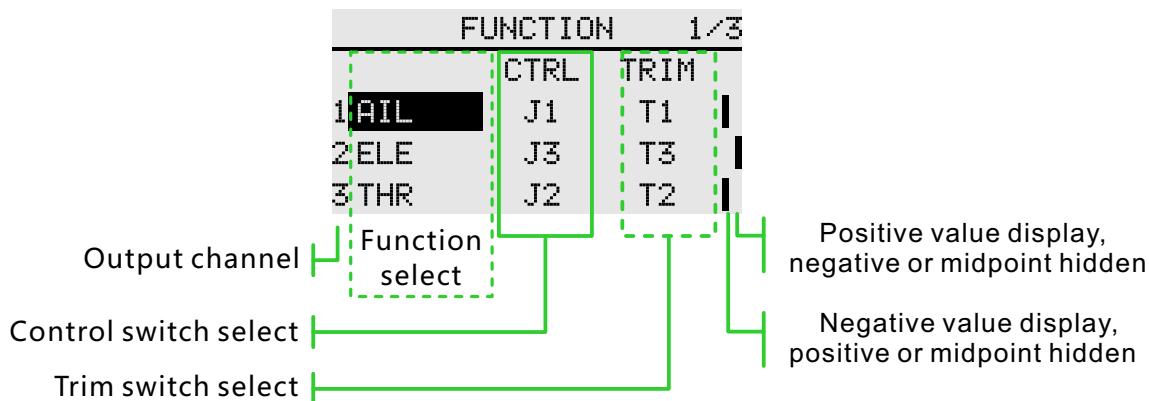 FUNCTION 1/3
CTRL TRIM
1 AIL J1 T1
2 ELE J3 T3
3 THR J2 T2
Output channel
Function
select
Control switch select
Trim switch select
Positive value display,
negative or midpoint hidden
Negative value display,
positive or midpoint hidden